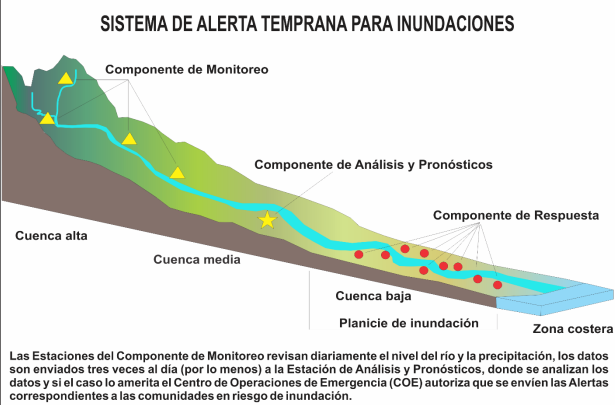 SISTEMA DE ALERTA TEMPRANA PARA INUNDACIONES
Componente de Monitoreo
Componente de Análisis y Pronósticos
Componente de Respuesta
Cuenca alta
Cuenca media
Cuenca baja
Planicie de inundación
Zona costera
Las Estaciones del Componente de Monitoreo revisan diariamente el nivel del río y la precipitación, los datos
son enviados tres veces al día (por lo menos) a la Estación de Análisis y Pronósticos, donde se analizan los
datos y si el caso lo amerita el Centro de Operaciones de Emergencia (COE) autoriza que se envíen las Alertas
correspondientes a las comunidades en riesgo de inundación.